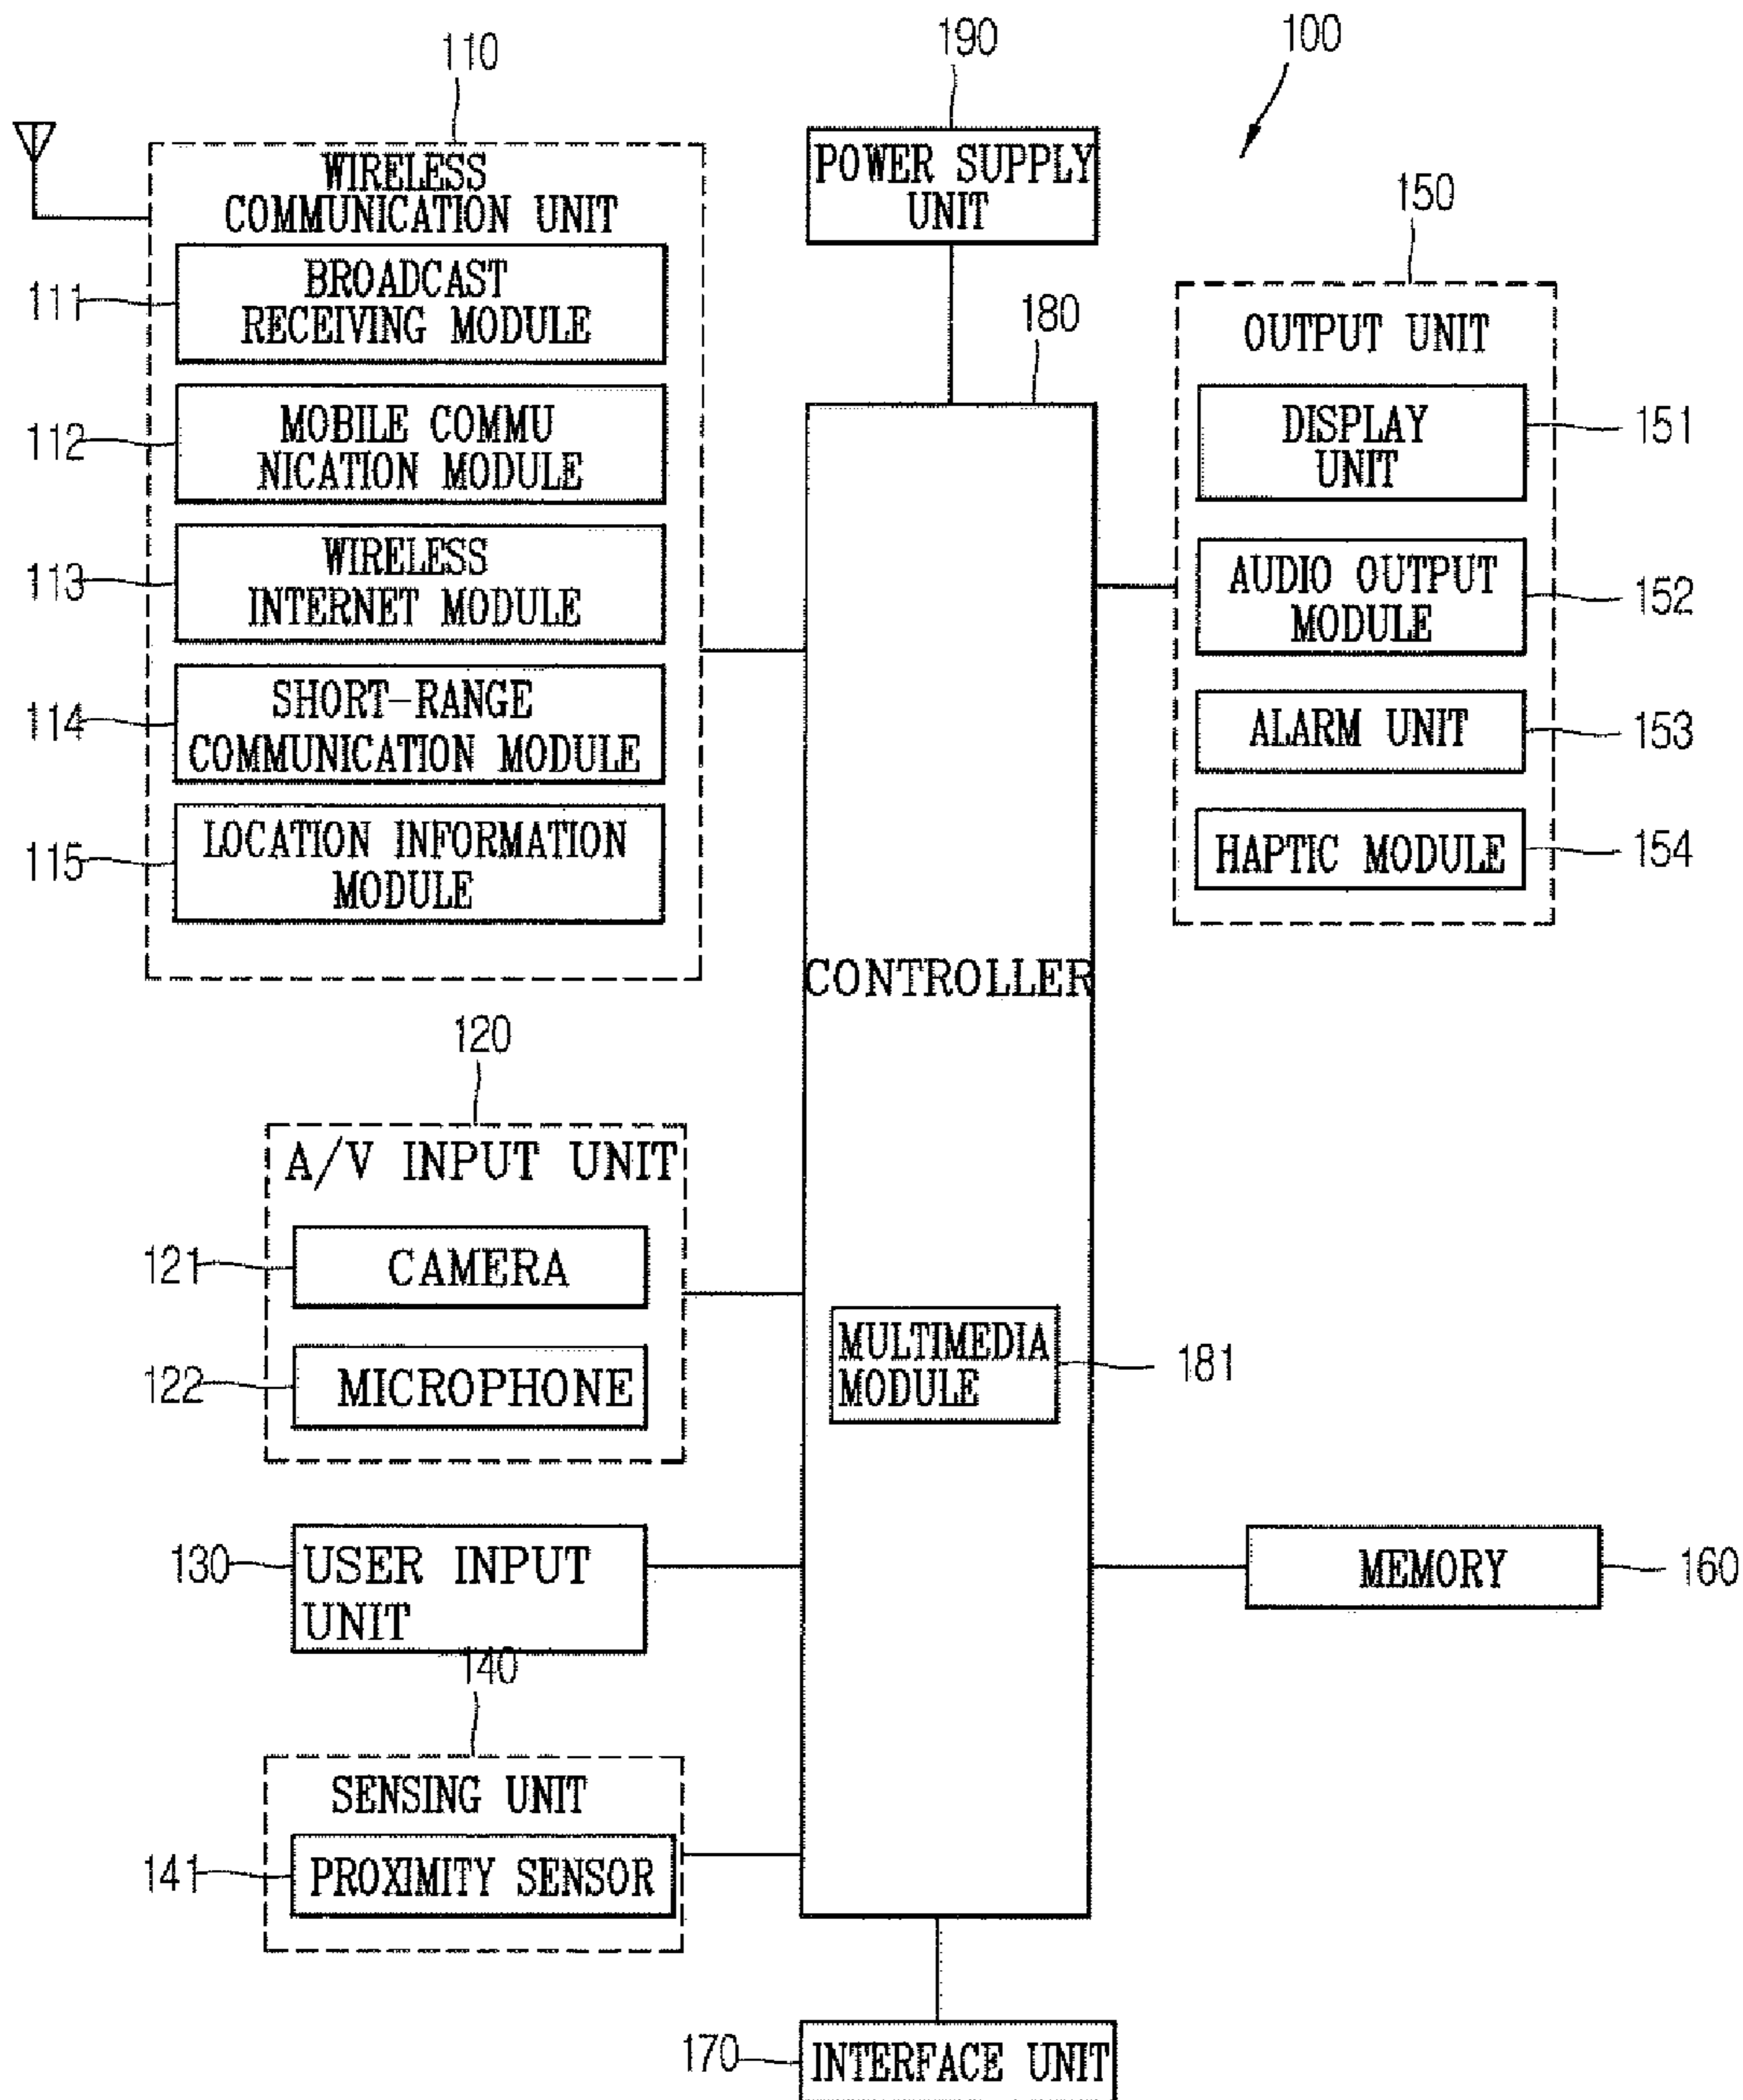 190
100
110
WIRELESS
COMMUNICATION UNIT
POWER SUPPLY
UNIT
150
111
BROADCAST
RECEIVING MODULE
180
OUTPUT UNIT
112
MOBILE COMMU
NICATION MODULE
DISPLAY
UNIT
151
113
WIRELESS
INTERNET MODULE
AUDIO OUTPUT
MODULE
152
114
SHORT-RANGE
COMMUNICATION MODULE
ALARM UNIT
153
115
LOCATION INFORMATION
MODULE
HAPTIC MODULE
154
CONTROLLER
120
A/V INPUT UNIT
121
CAMERA
122
MICROPHONE
MULTIMEDIA
MODULE
181
130
USER INPUT
UNIT
MEMORY
160
140
SENSING UNIT
141
PROXIMITY SENSOR
170
INTERFACE UNIT